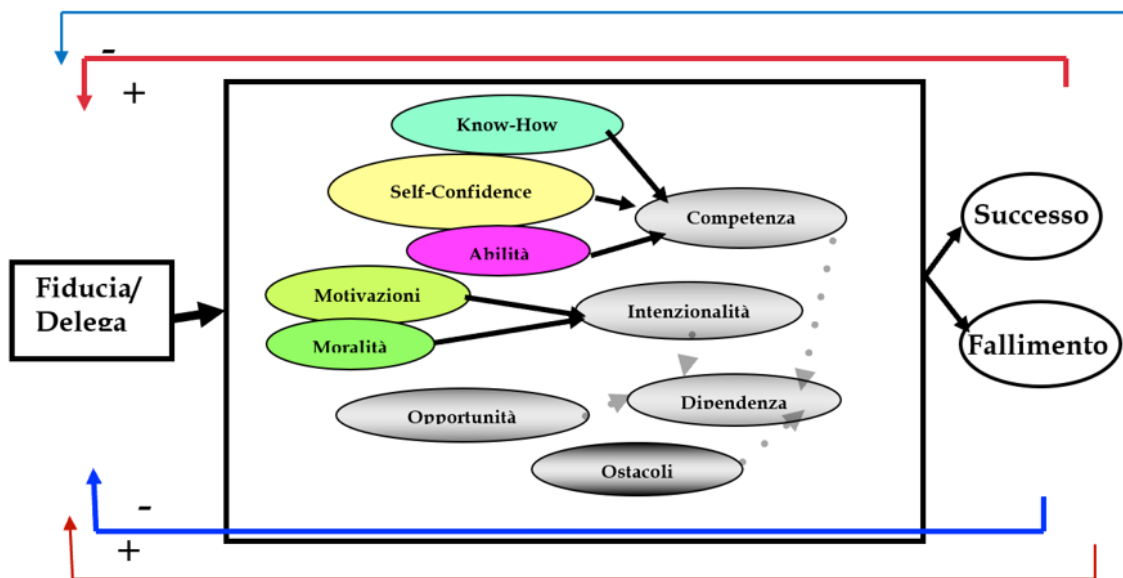 -
+
Know-How
Self-Confidence
Competenza
Abilità
Successo
Fiducia/
Delega
Motivazioni
Intenzionalità
Moralità
Fallimento
Opportunità
Dipendenza
Ostacoli
-
+